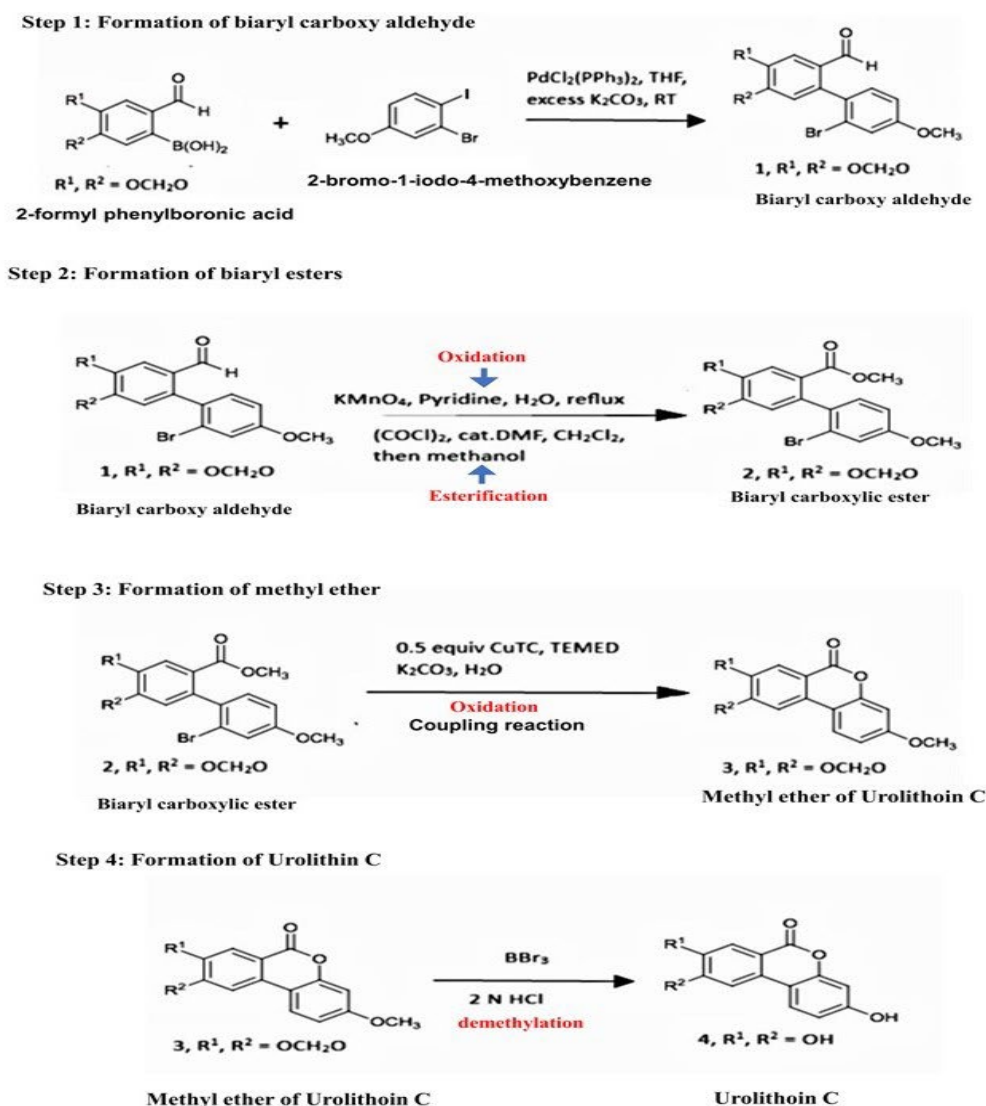 Step 1: Formation of biaryl carboxy aldehyde
R¹
O
H
R²
B(OH)₂
R¹, R² = OCH₂O
2-formyl phenylboronic acid
+
I
H₃CO
Br
2-bromo-1-iodo-4-methoxybenzene
PdCl₂(PPh₃)₂, THF,
excess K₂CO₃, RT
R¹
O
H
R²
Br
OCH₃
1, R¹, R² = OCH₂O
Biaryl carboxy aldehyde
Step 2: Formation of biaryl esters
R¹
O
H
R²
Br
OCH₃
1, R¹, R² = OCH₂O
Biaryl carboxy aldehyde
Oxidation
KMnO₄, Pyridine, H₂O, reflux
(COCl)₂, cat.DMF, CH₂Cl₂,
then methanol
Esterification
R¹
O
OCH₃
R²
Br
OCH₃
2, R¹, R² = OCH₂O
Biaryl carboxylic ester
Step 3: Formation of methyl ether
R¹
O
OCH₃
R²
Br
OCH₃
2, R¹, R² = OCH₂O
Biaryl carboxylic ester
0.5 equiv CuTC, TEMED
K₂CO₃, H₂O
Oxidation
Coupling reaction
R¹
O
O
R²
OCH₃
3, R¹, R² = OCH₂O
Methyl ether of Urolithoin C
Step 4: Formation of Urolithin C
R¹
O
O
R²
OCH₃
3, R¹, R² = OCH₂O
Methyl ether of Urolithoin C
BBr₃
2 N HCl
demethylation
R¹
O
O
R²
OH
4, R¹, R² = OH
Urolithoin C